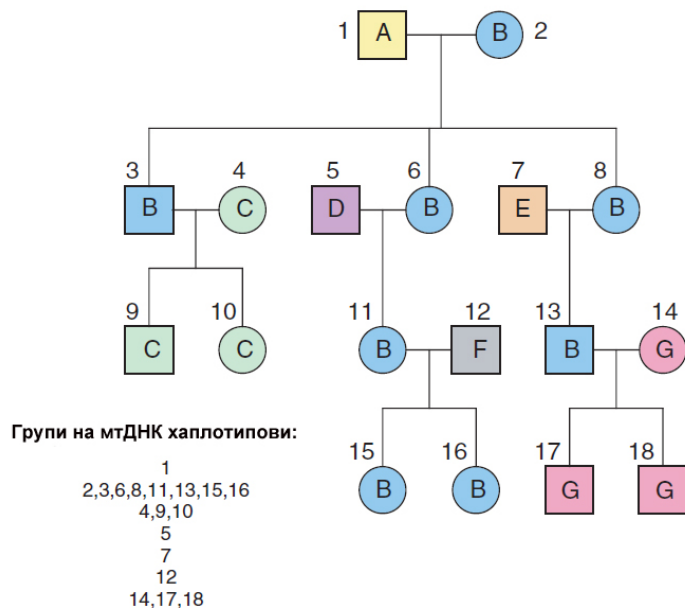 1 A B 2
3 4 5 6 7 8
B C D B E B
9 10 11 12 13 14
C C B F B G
Групи на мтДНК хаплотипови:
15 16 17 18
B B G G
1
2,3,6,8,11,13,15,16
4,9,10
5
7
12
14,17,18